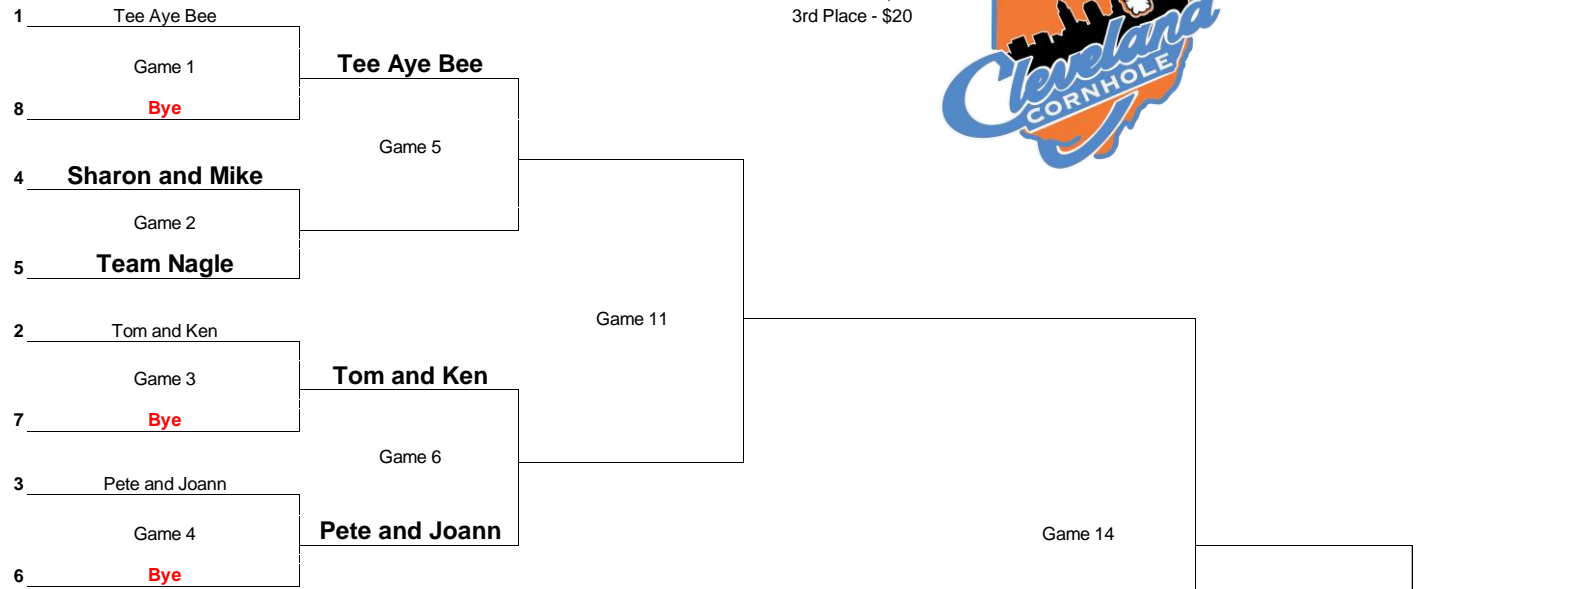 1 Tee Aye Bee
3rd Place - $20
Game 1
Tee Aye Bee
8 Bye
Cleveland
CORNHOLE
Game 5
4 Sharon and Mike
Game 2
5 Team Nagle
Game 11
2 Tom and Ken
Game 3
Tom and Ken
7 Bye
Game 6
3 Pete and Joann
Game 4
Pete and Joann
Game 14
6 Bye